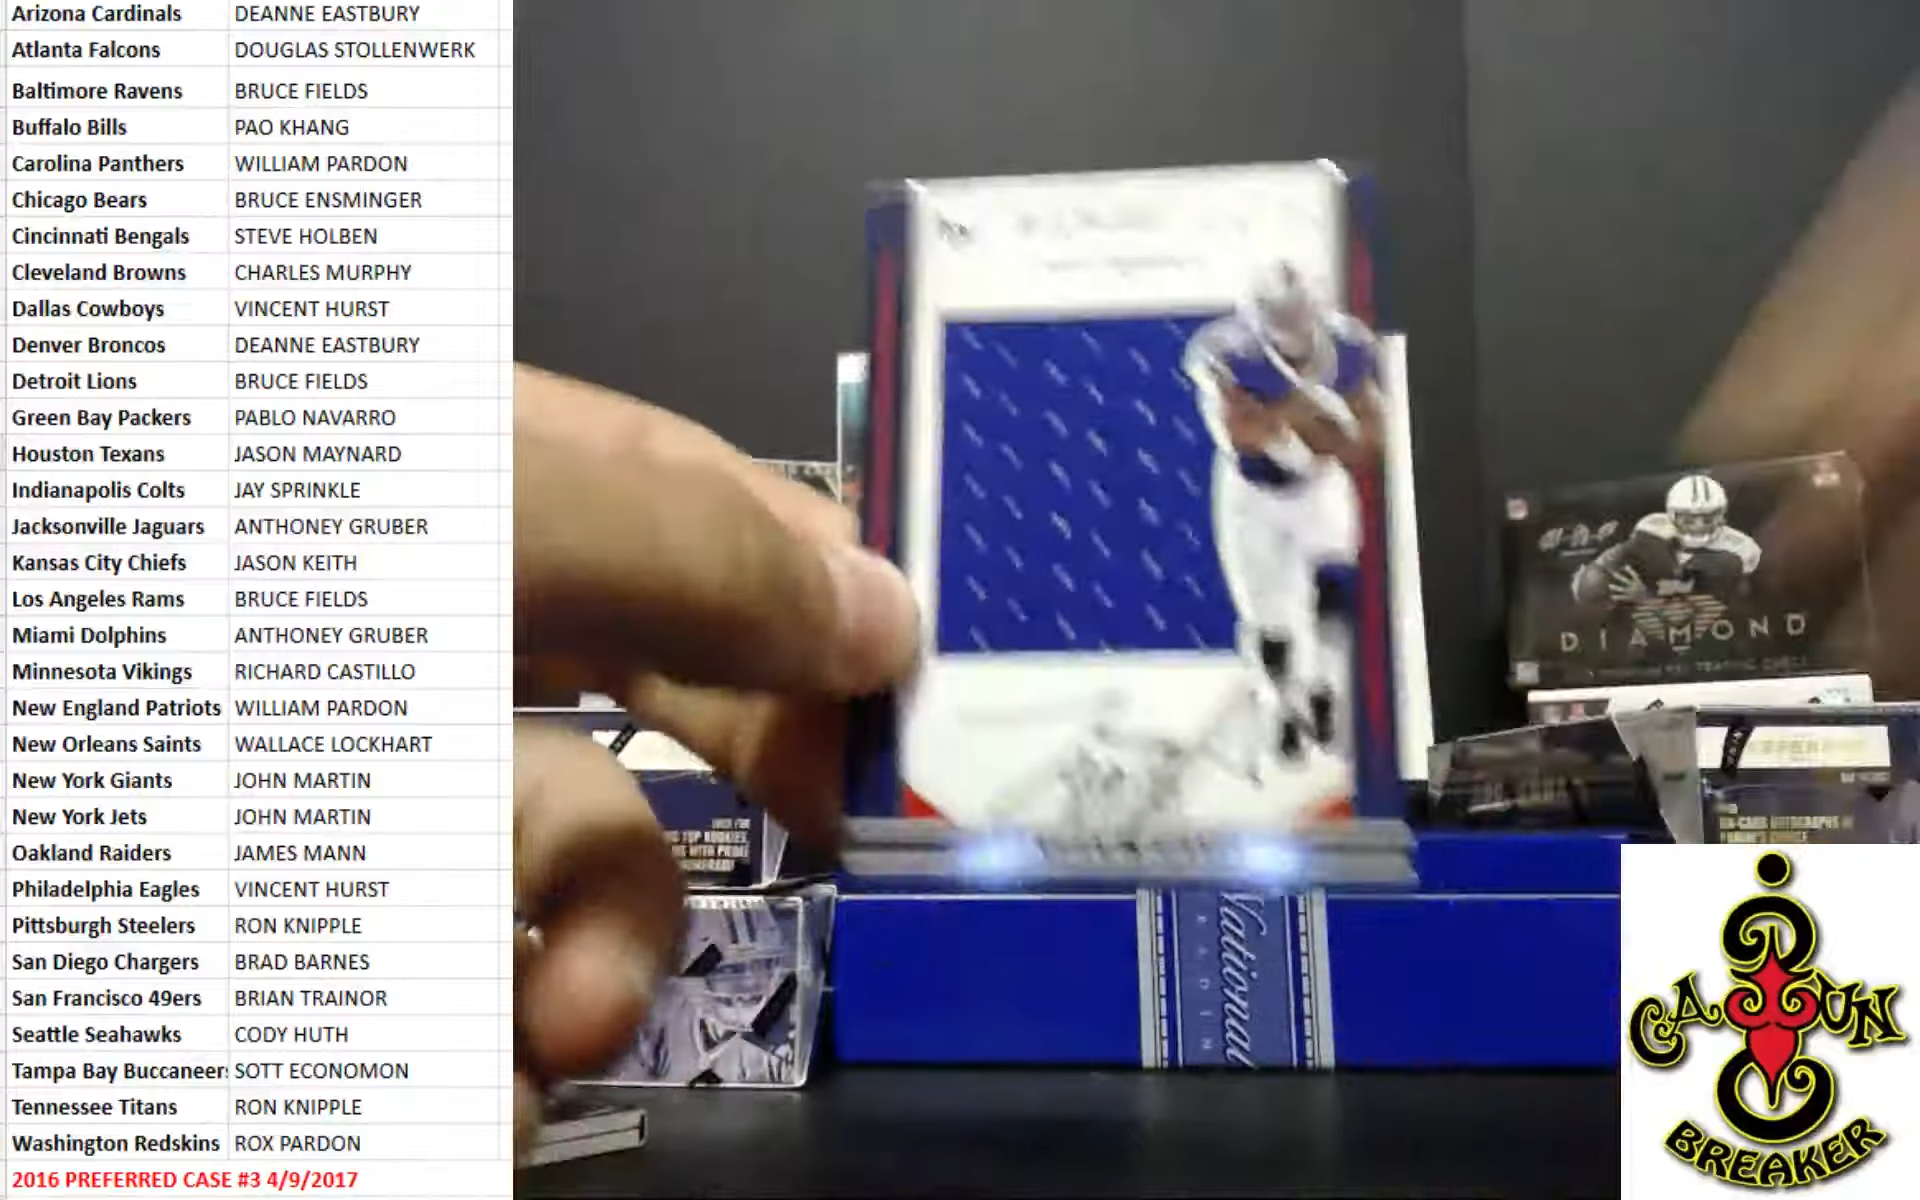 Arizona Cardinals DEANNE EASTBURY
Atlanta Falcons DOUGLAS STOLLENWERK
Baltimore Ravens BRUCE FIELDS
Buffalo Bills PAO KHANG
Carolina Panthers WILLIAM PARDON
Chicago Bears BRUCE ENSMINGER
Cincinnati Bengals STEVE HOLBEN
Cleveland Browns CHARLES MURPHY
Dallas Cowboys VINCENT HURST
Denver Broncos DEANNE EASTBURY
Detroit Lions BRUCE FIELDS
Green Bay Packers PABLO NAVARRO
Houston Texans JASON MAYNARD
Indianapolis Colts JAY SPRINKLE
Jacksonville Jaguars ANTHONEY GRUBER
Kansas City Chiefs JASON KEITH
Los Angeles Rams BRUCE FIELDS
Miami Dolphins ANTHONEY GRUBER
Minnesota Vikings RICHARD CASTILLO
New England Patriots WILLIAM PARDON
New Orleans Saints WALLACE LOCKHART
New York Giants JOHN MARTIN
New York Jets JOHN MARTIN
Oakland Raiders JAMES MANN
Philadelphia Eagles VINCENT HURST
Pittsburgh Steelers RON KNIPPLE
San Diego Chargers BRAD BARNES
San Francisco 49ers BRIAN TRAINOR
Seattle Seahawks CODY HUTH
Tampa Bay Buccaneers SOTT ECONOMON
Tennessee Titans RON KNIPPLE
Washington Redskins ROX PARDON
2016 PREFERRED CASE #3 4/9/2017
DIAMOND
National
CAJUN
BREAKER